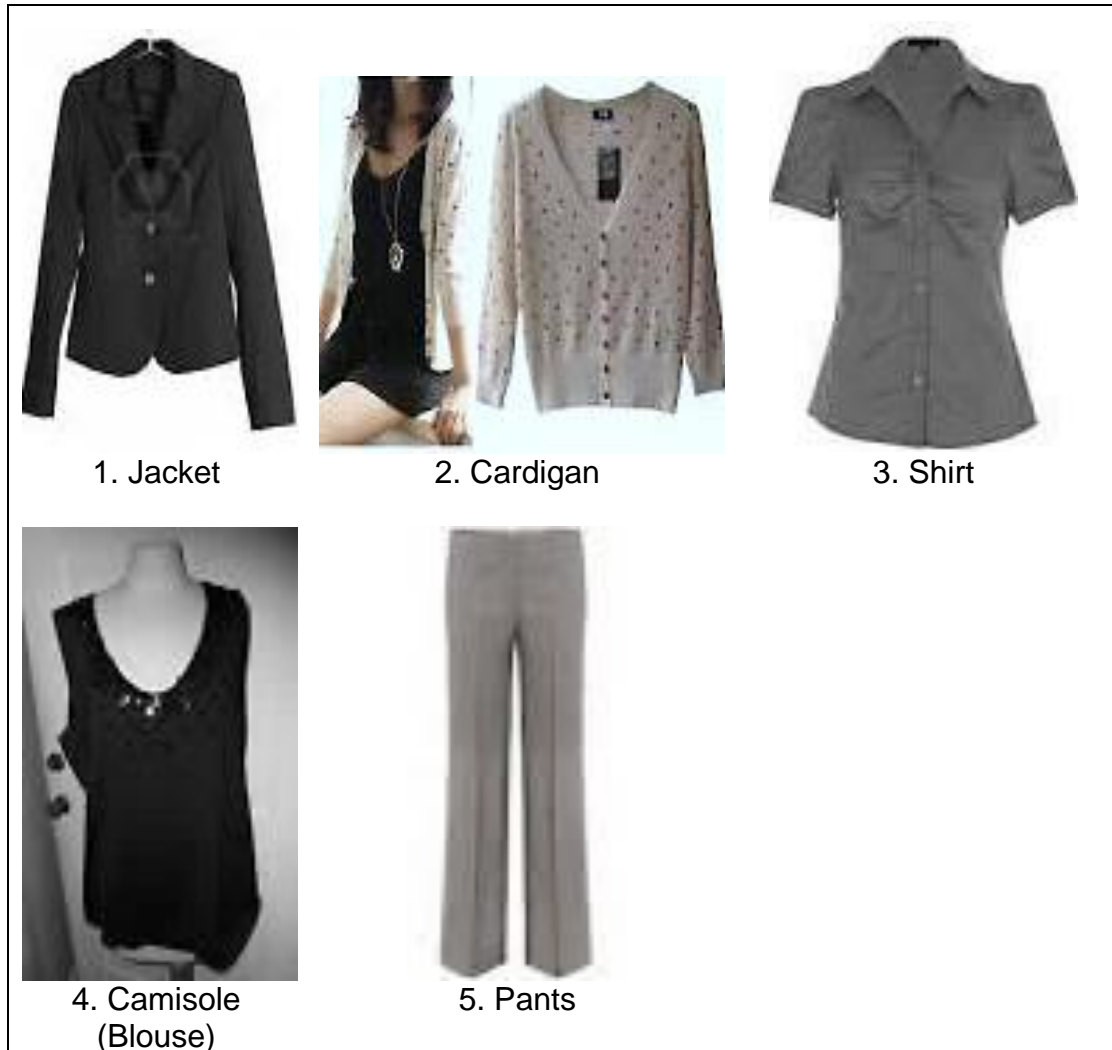 1. Jacket
2. Cardigan
3. Shirt
4. Camisole
(Blouse)
5. Pants